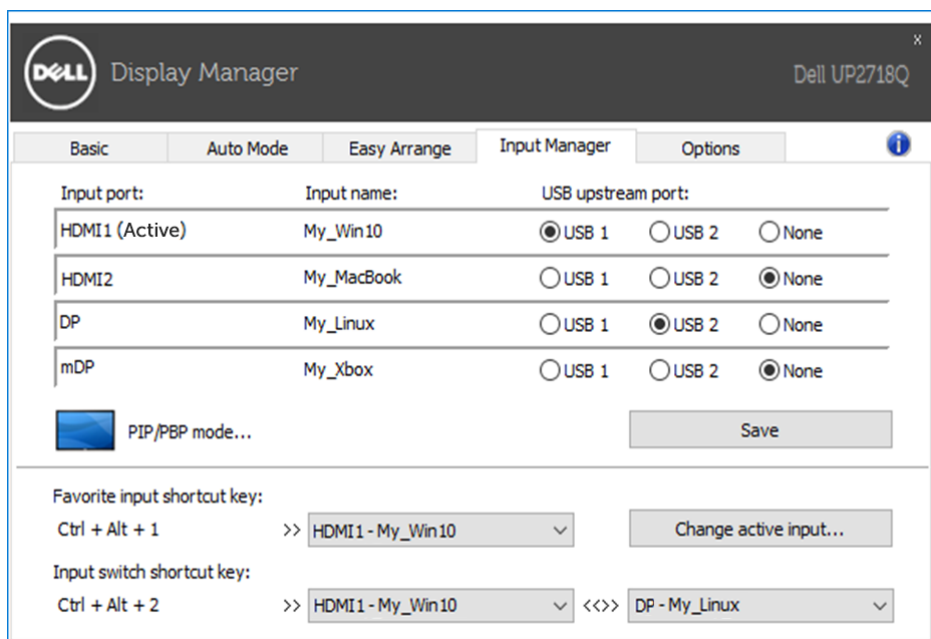 x
DELL Display Manager Dell UP2718Q
Basic Auto Mode Easy Arrange Input Manager Options i
Input port: Input name: USB upstream port:
HDMI1 (Active) My_Win10 USB 1 USB 2 None
HDMI2 My_MacBook USB 1 USB 2 None
DP My_Linux USB 1 USB 2 None
mDP My_Xbox USB 1 USB 2 None
PIP/PBP mode... Save
Favorite input shortcut key:
Ctrl + Alt + 1 >> HDMI1 - My_Win10 Change active input...
Input switch shortcut key:
Ctrl + Alt + 2 >> HDMI1 - My_Win10 <<>> DP - My_Linux